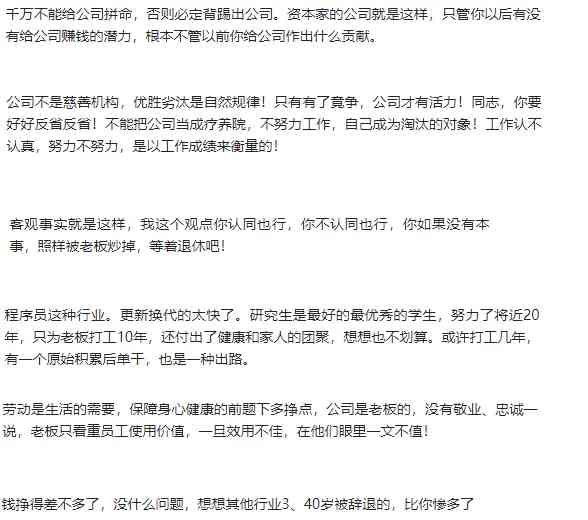 千万不能给公司拼命，否则必定背踢出公司。资本家的公司就是这样，只管你以后有没
有给公司赚钱的潜力，根本不管以前你给公司作出什么贡献。
公司不是慈善机构，优胜劣汰是自然规律！只有有了竞争，公司才有活力！同志，你要
好好反省反省！不能把公司当成疗养院，不努力工作，自己成为淘汰的对象！工作认不
认真，努力不努力，是以工作成绩来衡量的！
客观事实就是这样，我这个观点你认同也行，你不认同也行，你如果没有本
事，照样被老板炒掉，等着退休吧！
程序员这种行业。更新换代的太快了。研究生是最好的最优秀的学生，努力了将近20
年，只为老板打工10年，还付出了健康和家人的团聚，想想也不划算。或许打工几年，
有一个原始积累后单干，也是一种出路。
劳动是生活的需要，保障身心健康的前题下多挣点，公司是老板的，没有敬业、忠诚一
说，老板只看重员工使用价值，一旦效用不佳，在他们眼里一文不值！
钱挣得差不多了，没什么问题，想想其他行业3、40岁被辞退的，比你惨多了